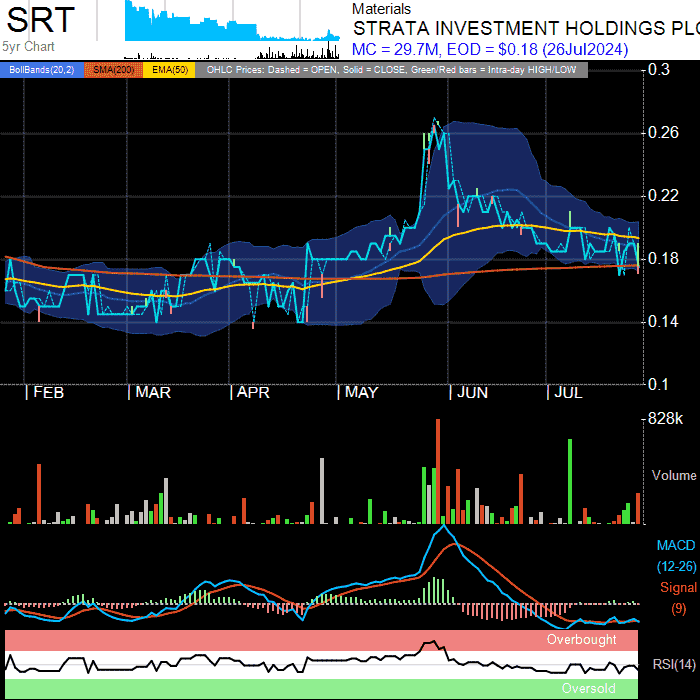 SRT
5yr Chart
Materials
STRATA INVESTMENT HOLDINGS PLC
MC = 29.7M, EOD = $0.18 (26Jul2024)
BollBands(20,2) SMA(200) EMA(50) OHLC Prices: Dashed = OPEN, Solid = CLOSE, Green/Red bars = Intra-day HIGH/LOW
0.3
0.26
0.22
0.18
0.14
0.1
| FEB | MAR | APR | MAY | JUN | JUL
828k
Volume
MACD
(12-26)
Signal
(9)
Overbought
RSI(14)
Oversold